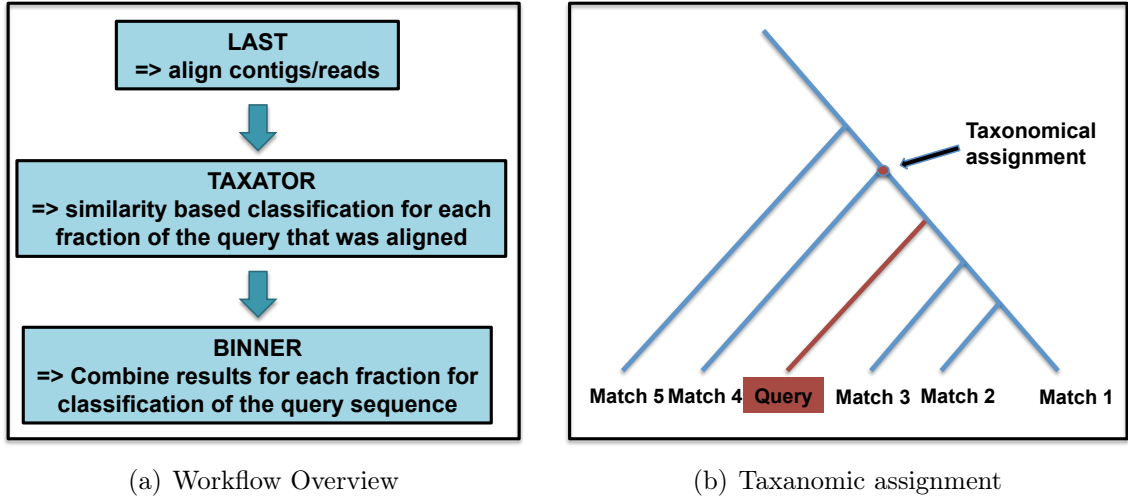 LAST
=> align contigs/reads
TAXATOR
=> similarity based classification for each
fraction of the query that was aligned
BINNER
=> Combine results for each fraction for
classification of the query sequence
(a) Workflow Overview
Taxonomical
assignment
Match 5 Match 4 Query Match 3 Match 2 Match 1
(b) Taxanomic assignment